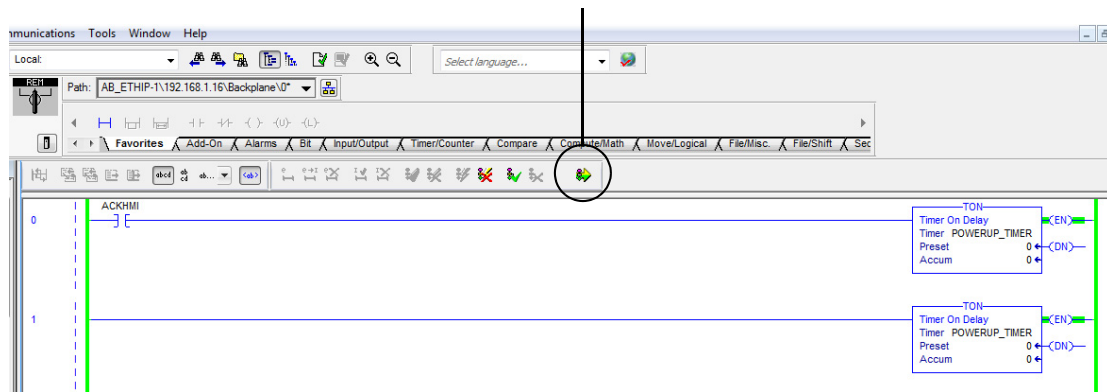 mmunications Tools Window Help
Local:
Select language...
REM
Path: AB_ETHIP-1\192.168.1.16\Backplane\0*
Favorites Add-On Alarms Bit Input/Output Timer/Counter Compare Compute/Math Move/Logical File/Misc. File/Shift Sec
abcd ab cd ab... <ab>
ACKHMI
0
TON
Timer On Delay
Timer POWERUP_TIMER
Preset 0
Accum 0
(EN)
(DN)
1
TON
Timer On Delay
Timer POWERUP_TIMER
Preset 0
Accum 0
(EN)
(DN)